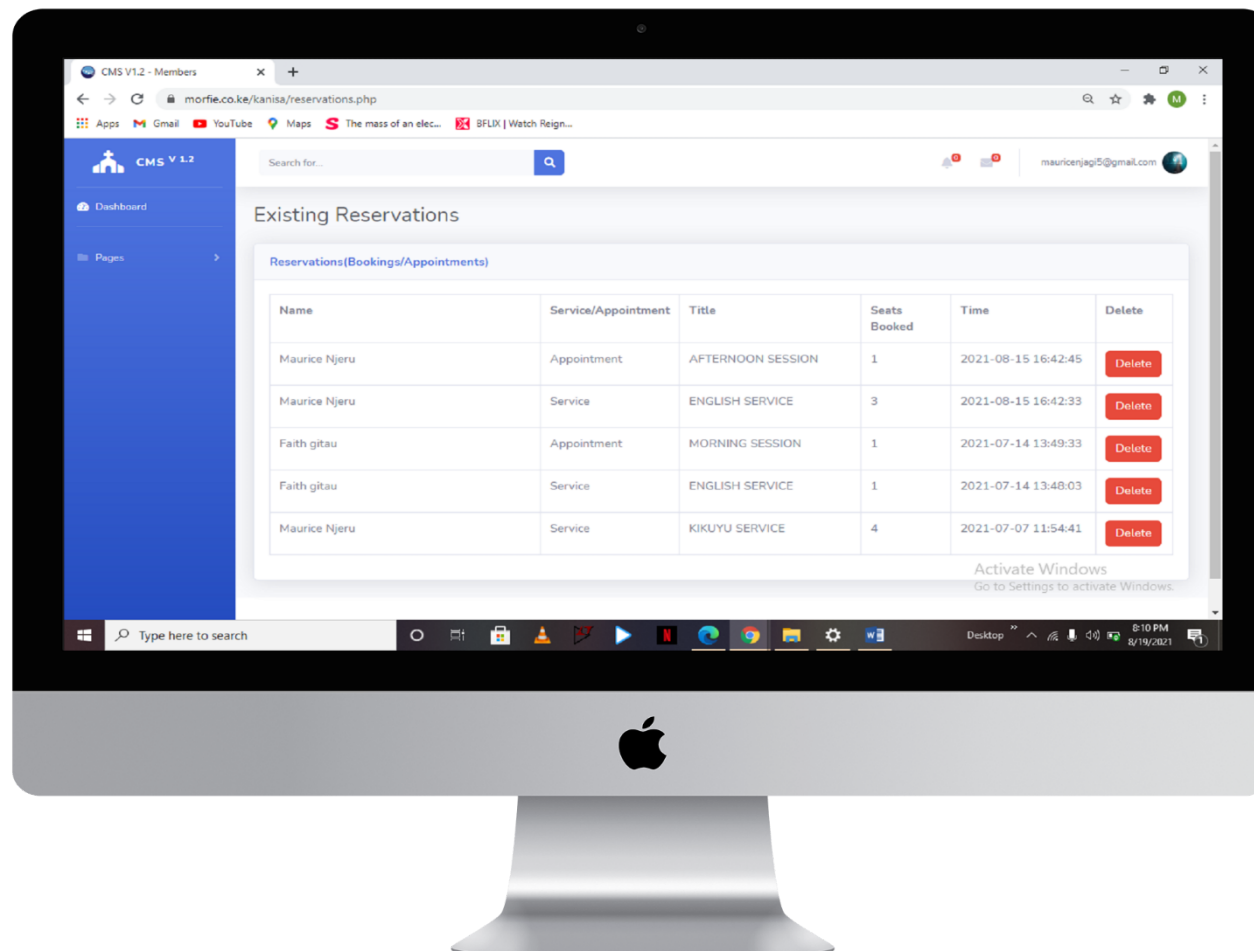 CMS V1.2 - Members
morfie.co.ke/kanisa/reservations.php
M
Apps Gmail YouTube Maps The mass of an elec... BFLIX | Watch Reign...
CMS V 1.2
Search for...
0 0
mauricenjagi5@gmail.com
Dashboard
Pages
Existing Reservations
Reservations(Bookings/Appointments)
Name Service/Appointment Title Seats Booked Time Delete
Maurice Njeru Appointment AFTERNOON SESSION 1 2021-08-15 16:42:45 Delete
Maurice Njeru Service ENGLISH SERVICE 3 2021-08-15 16:42:33 Delete
Faith gitau Appointment MORNING SESSION 1 2021-07-14 13:49:33 Delete
Faith gitau Service ENGLISH SERVICE 1 2021-07-14 13:48:03 Delete
Maurice Njeru Service KIKUYU SERVICE 4 2021-07-07 11:54:41 Delete
Activate Windows
Go to Settings to activate Windows.
Type here to search
Desktop
8:10 PM
8/19/2021